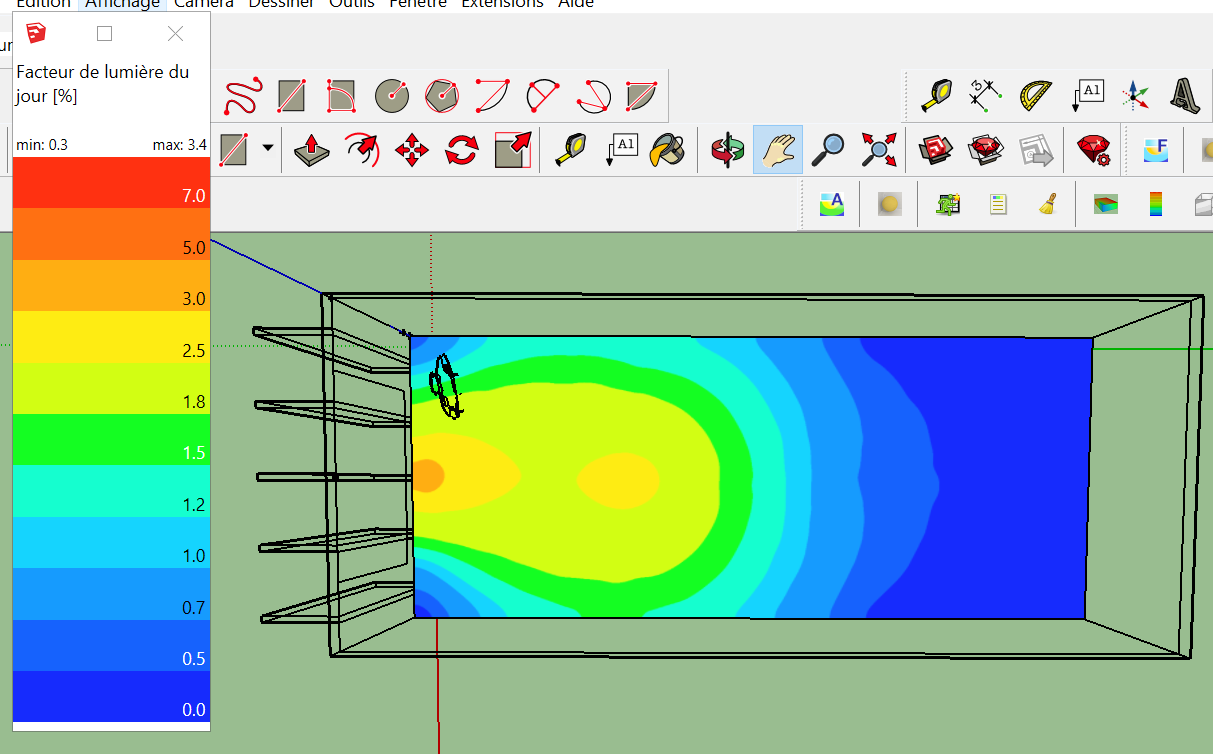 Édition Affichage Caméra Dessiner Outils Fenêtre Extensions Aide
Facteur de lumière du
jour [%]
min: 0.3 max: 3.4
7.0
5.0
3.0
2.5
1.8
1.5
1.2
1.0
0.7
0.5
0.0
A1
3
A1
F
A